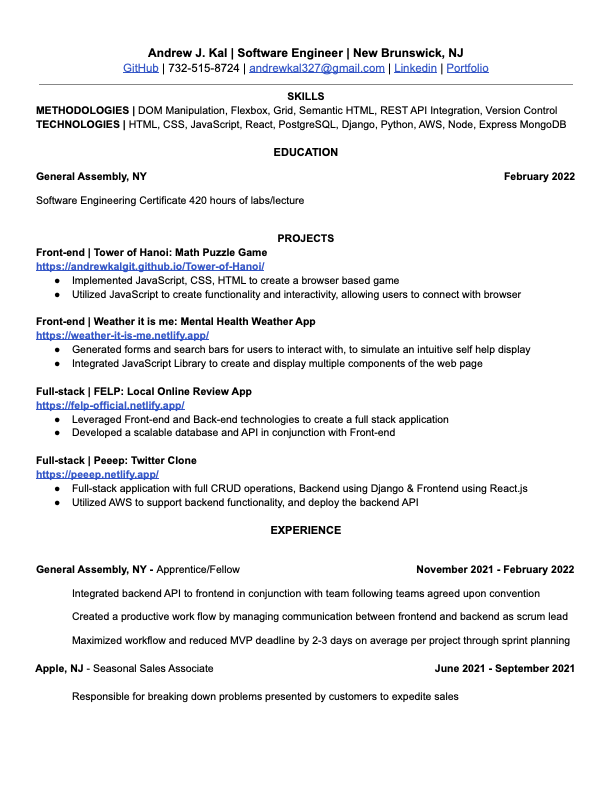 Andrew J. Kal | Software Engineer | New Brunswick, NJ
GitHub | 732-515-8724 | andrewkal327@gmail.com | Linkedin | Portfolio
SKILLS
METHODOLOGIES | DOM Manipulation, Flexbox, Grid, Semantic HTML, REST API Integration, Version Control
TECHNOLOGIES | HTML, CSS, JavaScript, React, PostgreSQL, Django, Python, AWS, Node, Express MongoDB
EDUCATION
General Assembly, NY February 2022
Software Engineering Certificate 420 hours of labs/lecture
PROJECTS
Front-end | Tower of Hanoi: Math Puzzle Game
https://andrewkalgit.github.io/Tower-of-Hanoi/
● Implemented JavaScript, CSS, HTML to create a browser based game
● Utilized JavaScript to create functionality and interactivity, allowing users to connect with browser
Front-end | Weather it is me: Mental Health Weather App
https://weather-it-is-me.netlify.app/
● Generated forms and search bars for users to interact with, to simulate an intuitive self help display
● Integrated JavaScript Library to create and display multiple components of the web page
Full-stack | FELP: Local Online Review App
https://felp-official.netlify.app/
● Leveraged Front-end and Back-end technologies to create a full stack application
● Developed a scalable database and API in conjunction with Front-end
Full-stack | Peeep: Twitter Clone
https://peeep.netlify.app/
● Full-stack application with full CRUD operations, Backend using Django & Frontend using React.js
● Utilized AWS to support backend functionality, and deploy the backend API
EXPERIENCE
General Assembly, NY - Apprentice/Fellow November 2021 - February 2022
Integrated backend API to frontend in conjunction with team following teams agreed upon convention
Created a productive work flow by managing communication between frontend and backend as scrum lead
Maximized workflow and reduced MVP deadline by 2-3 days on average per project through sprint planning
Apple, NJ - Seasonal Sales Associate June 2021 - September 2021
Responsible for breaking down problems presented by customers to expedite sales